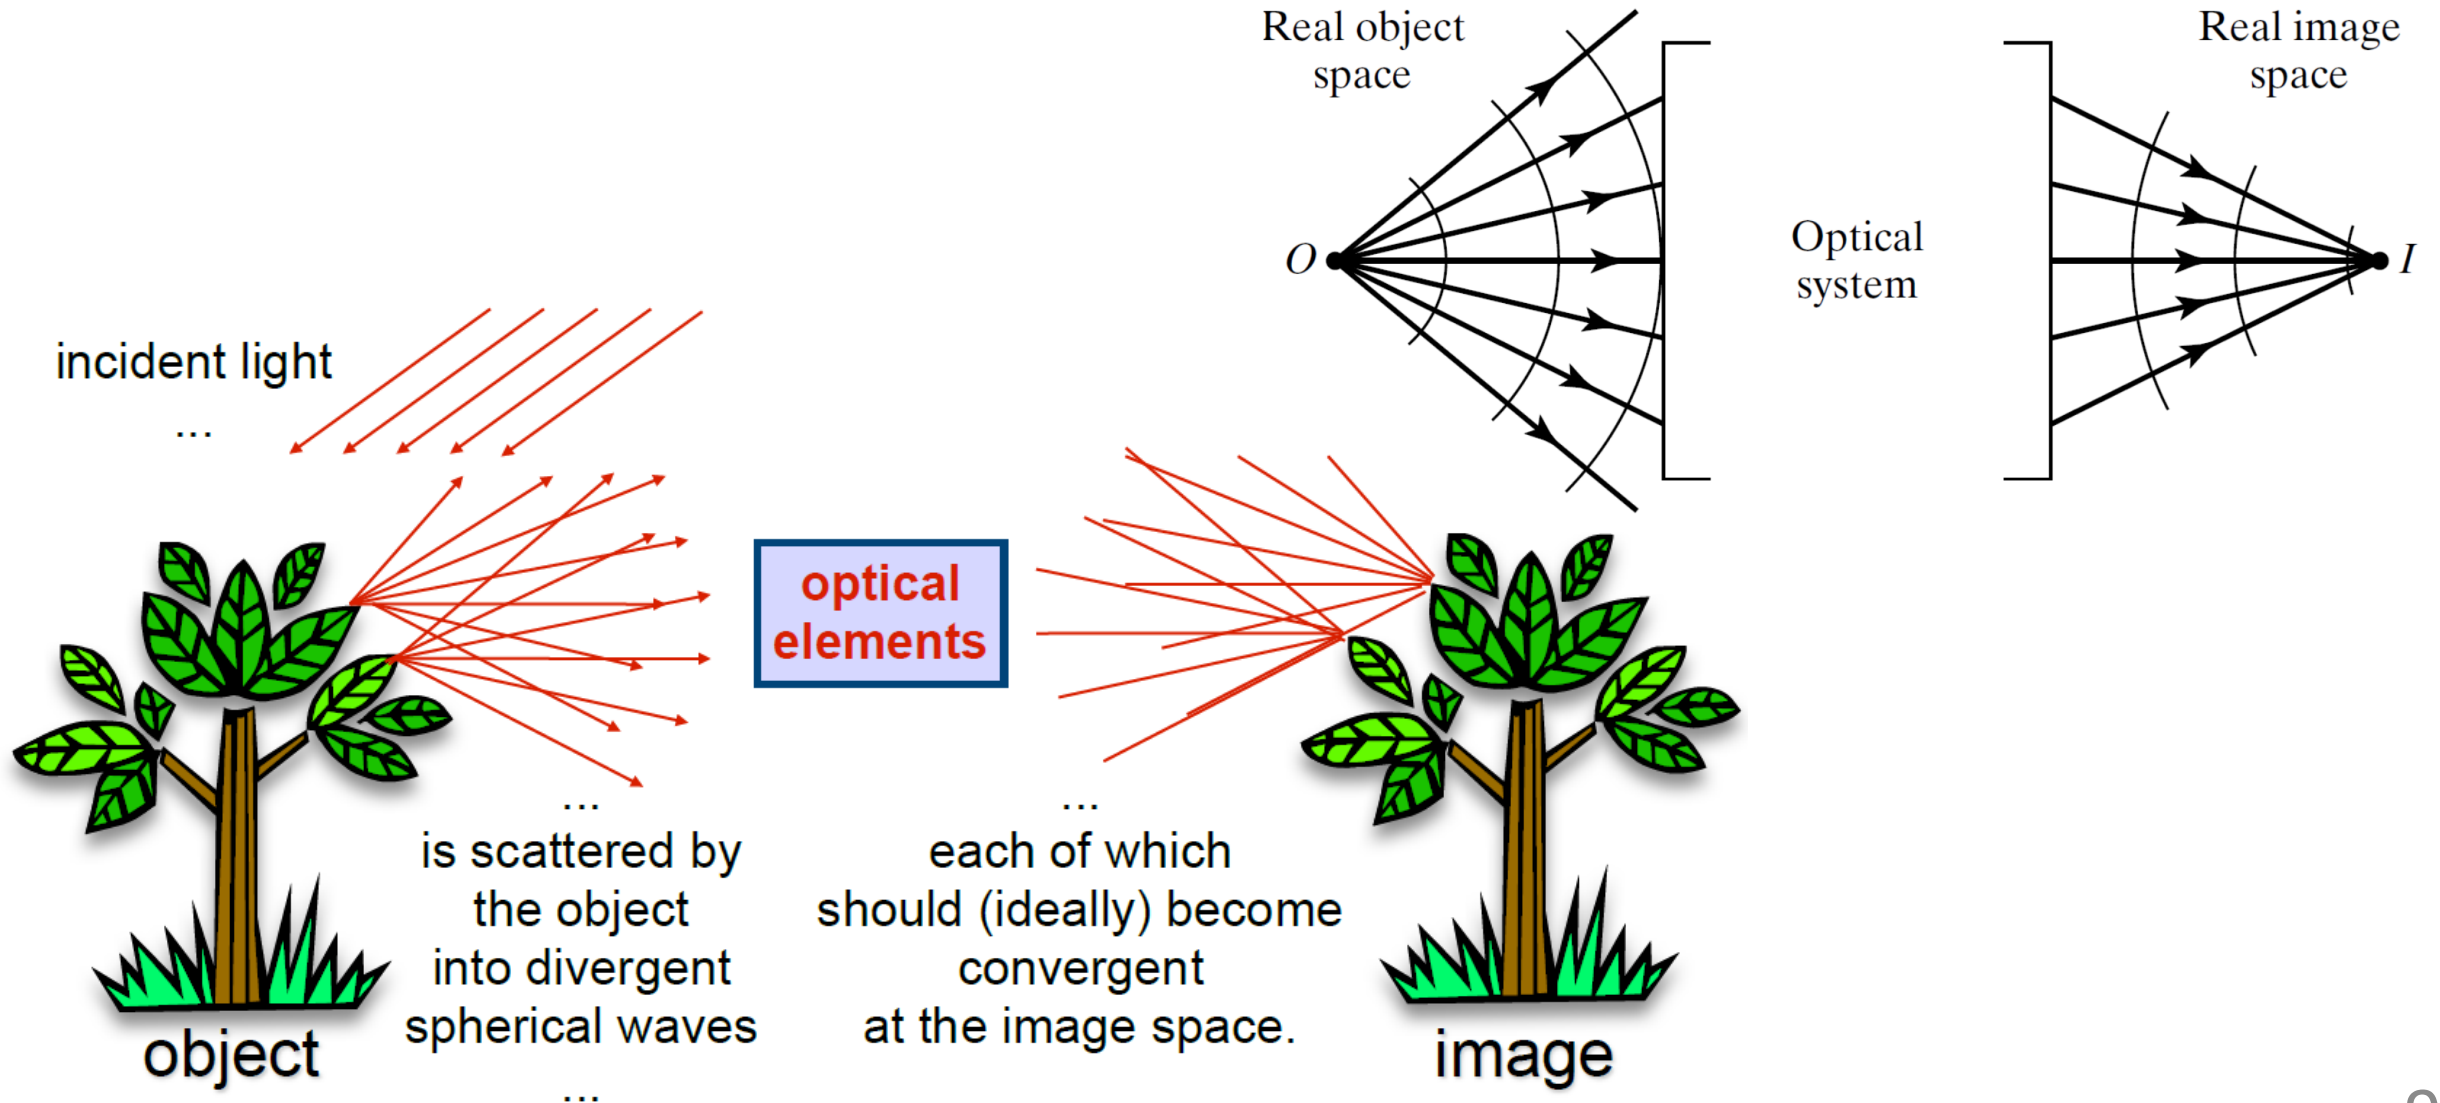 Real object
space
Real image
space
O
Optical
system
I
incident light
...
optical
elements
...
is scattered by
the object
into divergent
spherical waves
...
...
each of which
should (ideally) become
convergent
at the image space.
object
image